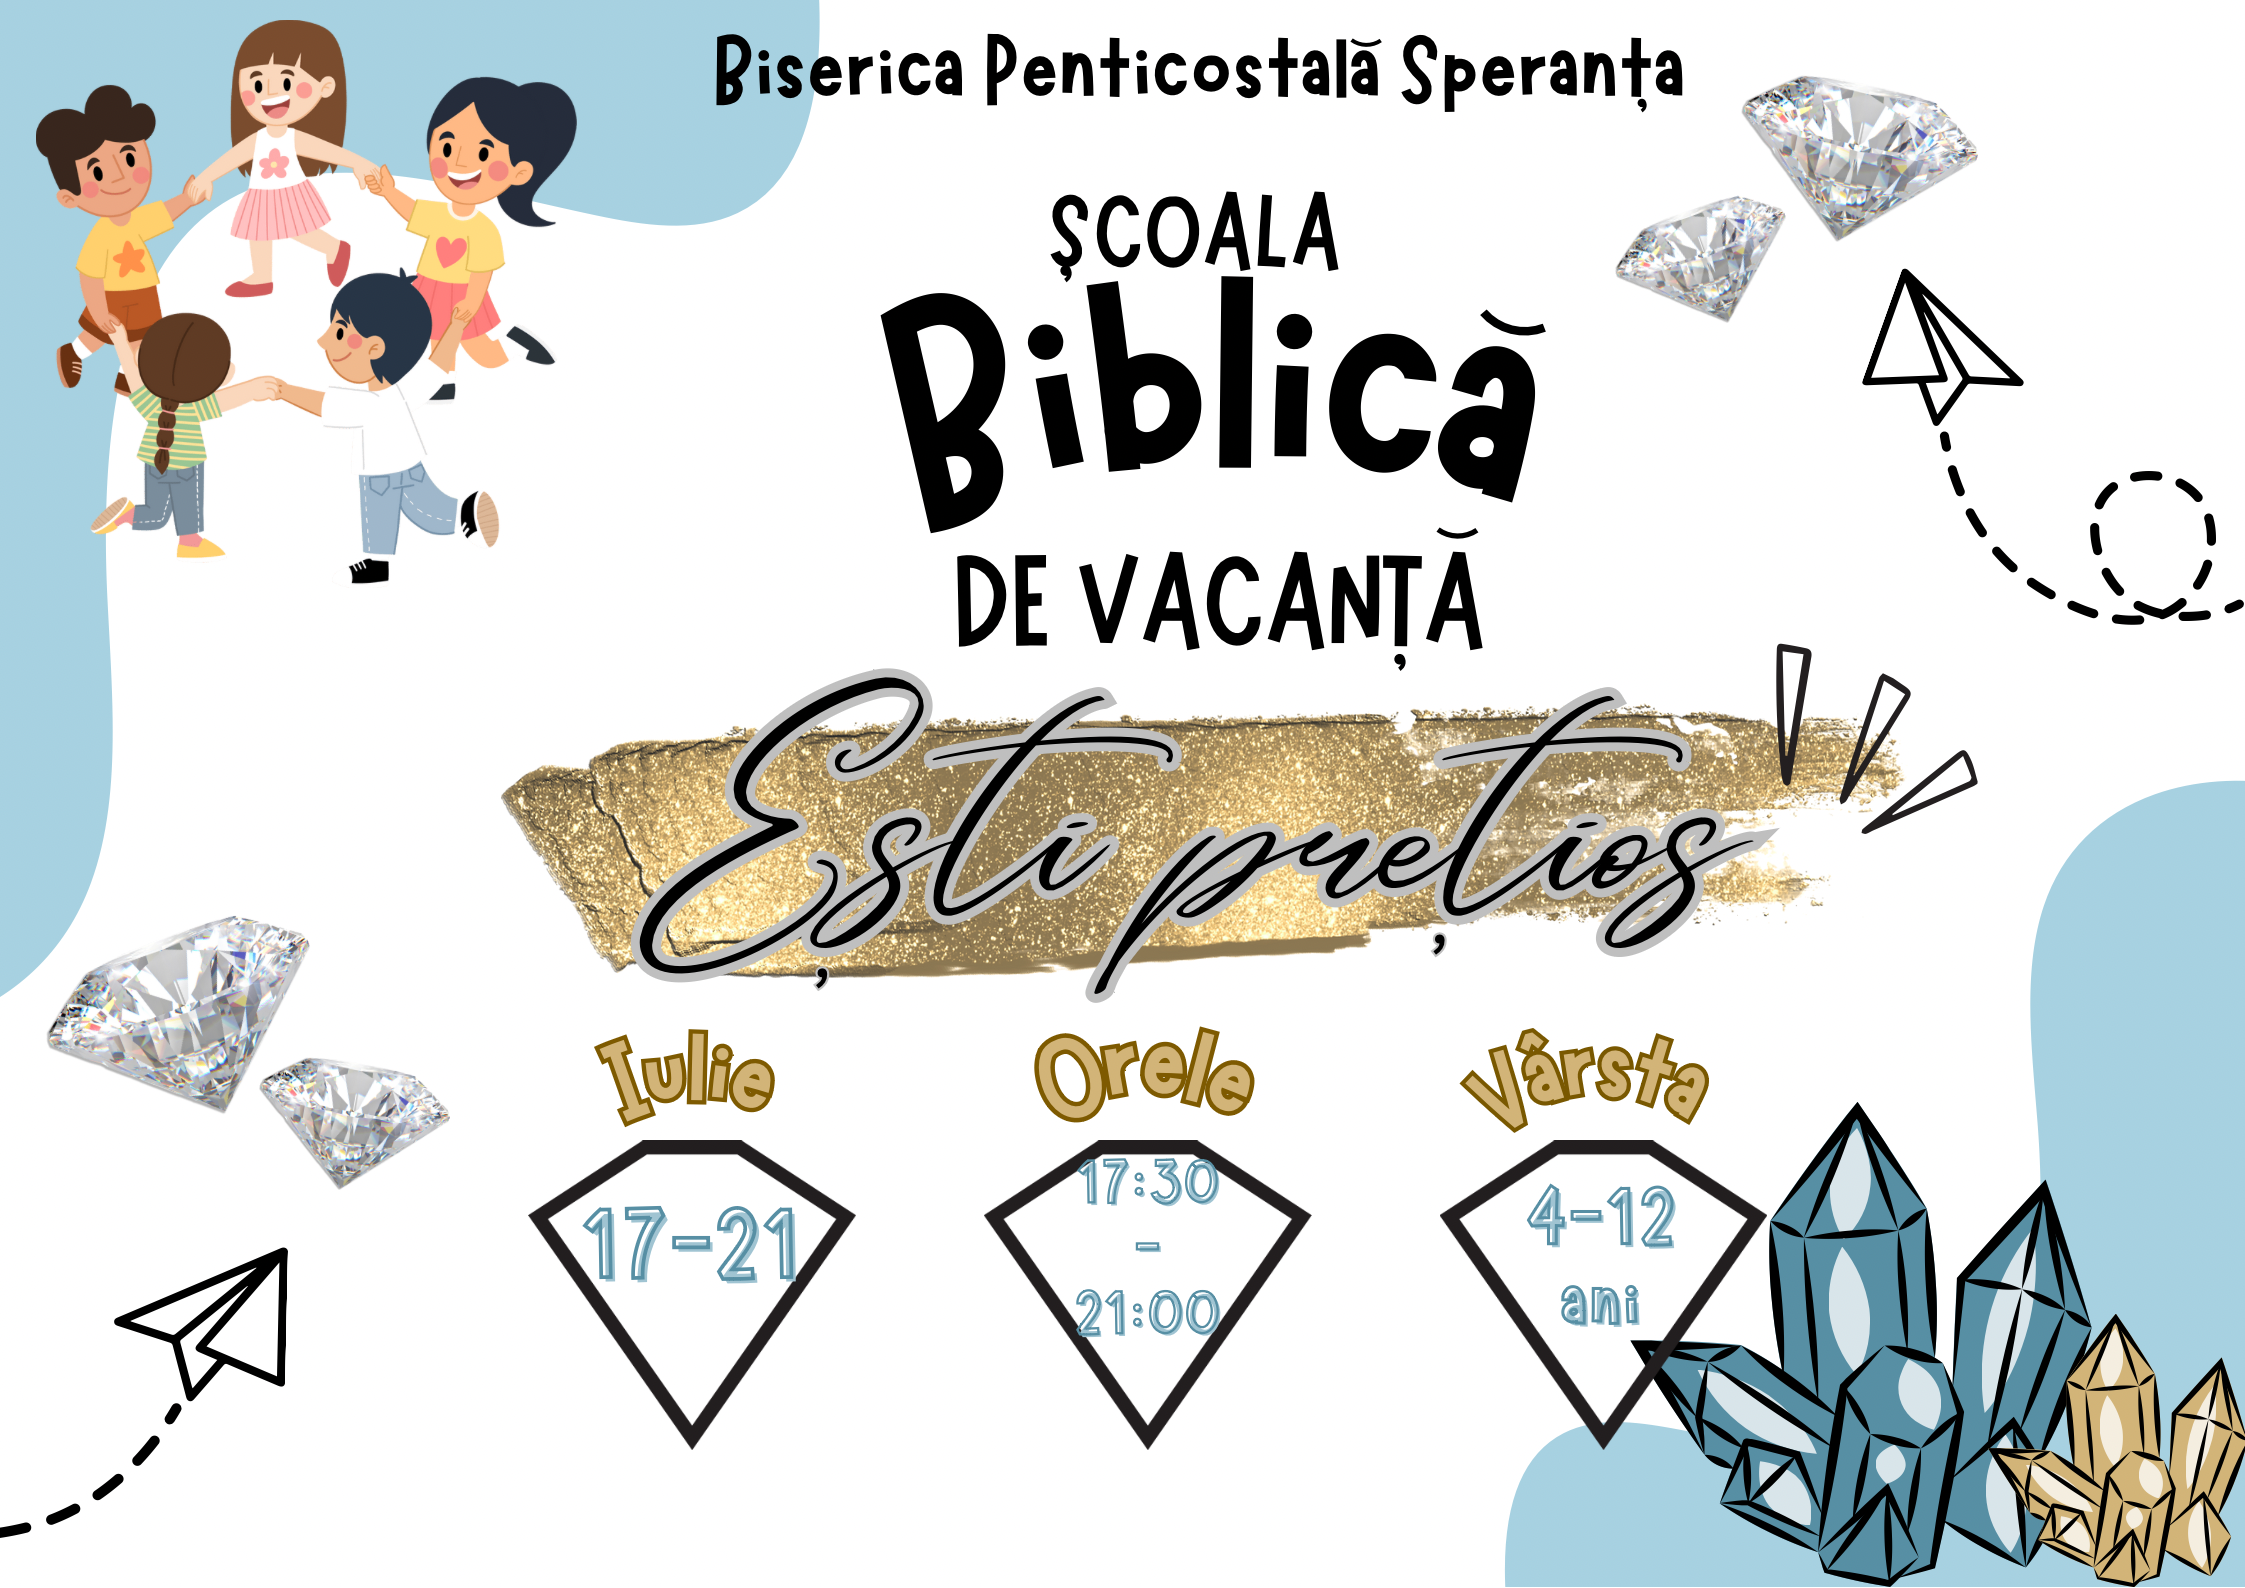 Biserica Penticostală Speranța
ȘCOALA
Biblică
DE VACANȚĂ
Ești prețios
Iulie
17-21
Orele
17:30
-
21:00
Vârsta
4-12
ani